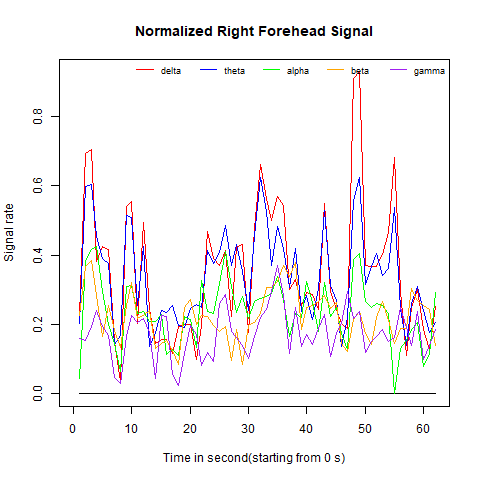 Normalized Right Forehead Signal
delta theta alpha beta gamma
Signal rate
0.8
0.6
0.4
0.2
0.0
0 10 20 30 40 50 60
Time in second(starting from 0 s)